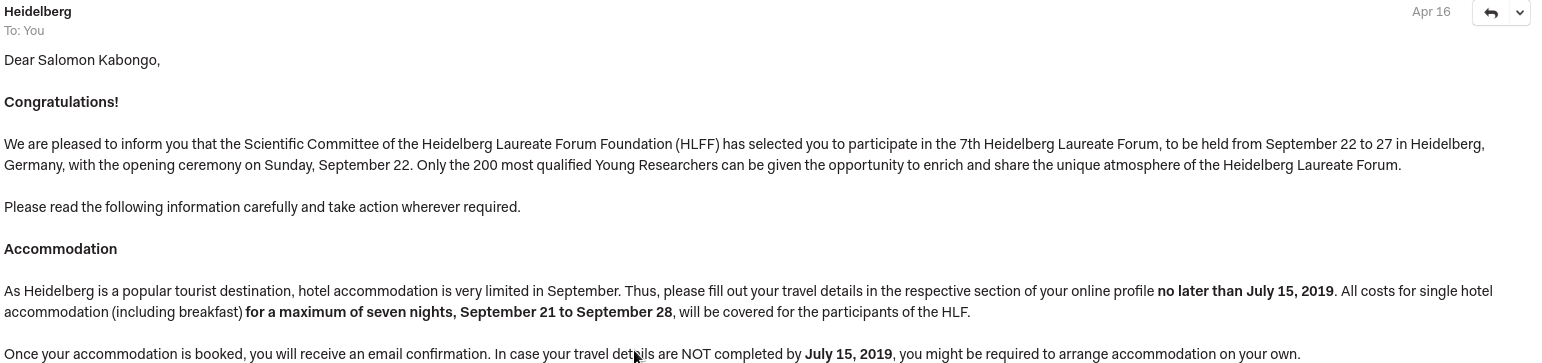 Heidelberg
Apr 16
To: You
Dear Salomon Kabongo,
Congratulations!
We are pleased to inform you that the Scientific Committee of the Heidelberg Laureate Forum Foundation (HLFF) has selected you to participate in the 7th Heidelberg Laureate Forum, to be held from September 22 to 27 in Heidelberg,
Germany, with the opening ceremony on Sunday, September 22. Only the 200 most qualified Young Researchers can be given the opportunity to enrich and share the unique atmosphere of the Heidelberg Laureate Forum.
Please read the following information carefully and take action wherever required.
Accommodation
As Heidelberg is a popular tourist destination, hotel accommodation is very limited in September. Thus, please fill out your travel details in the respective section of your online profile no later than July 15, 2019. All costs for single hotel
accommodation (including breakfast) for a maximum of seven nights, September 21 to September 28, will be covered for the participants of the HLF.
Once your accommodation is booked, you will receive an email confirmation. In case your travel details are NOT completed by July 15, 2019, you might be required to arrange accommodation on your own.